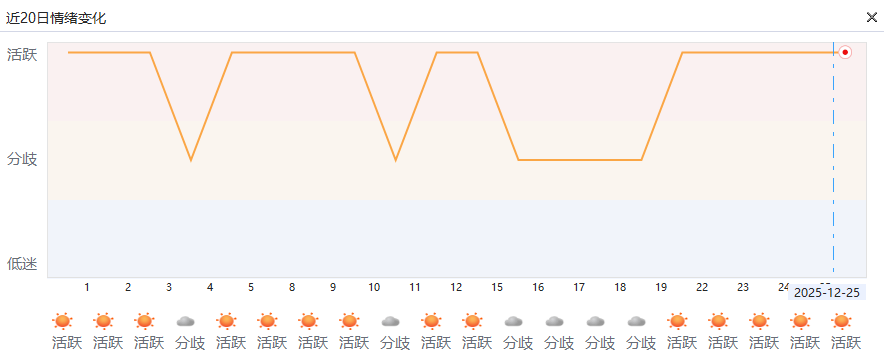 近20日情绪变化 ×
活跃
分歧
低迷
1 2 3 4 5 8 8 9 10 11 12 15 16 17 18 19 22 23 24
2025-12-25
活跃 活跃 活跃 分歧 活跃 活跃 活跃 活跃 分歧 活跃 活跃 分歧 分歧 分歧 分歧 活跃 活跃 活跃 活跃 活跃